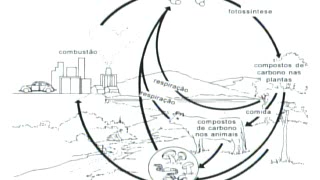 fotossíntese
combustão
compostos de
carbono nas
plantas
respiração
respiração
comida
compostos
de carbono
nos animais